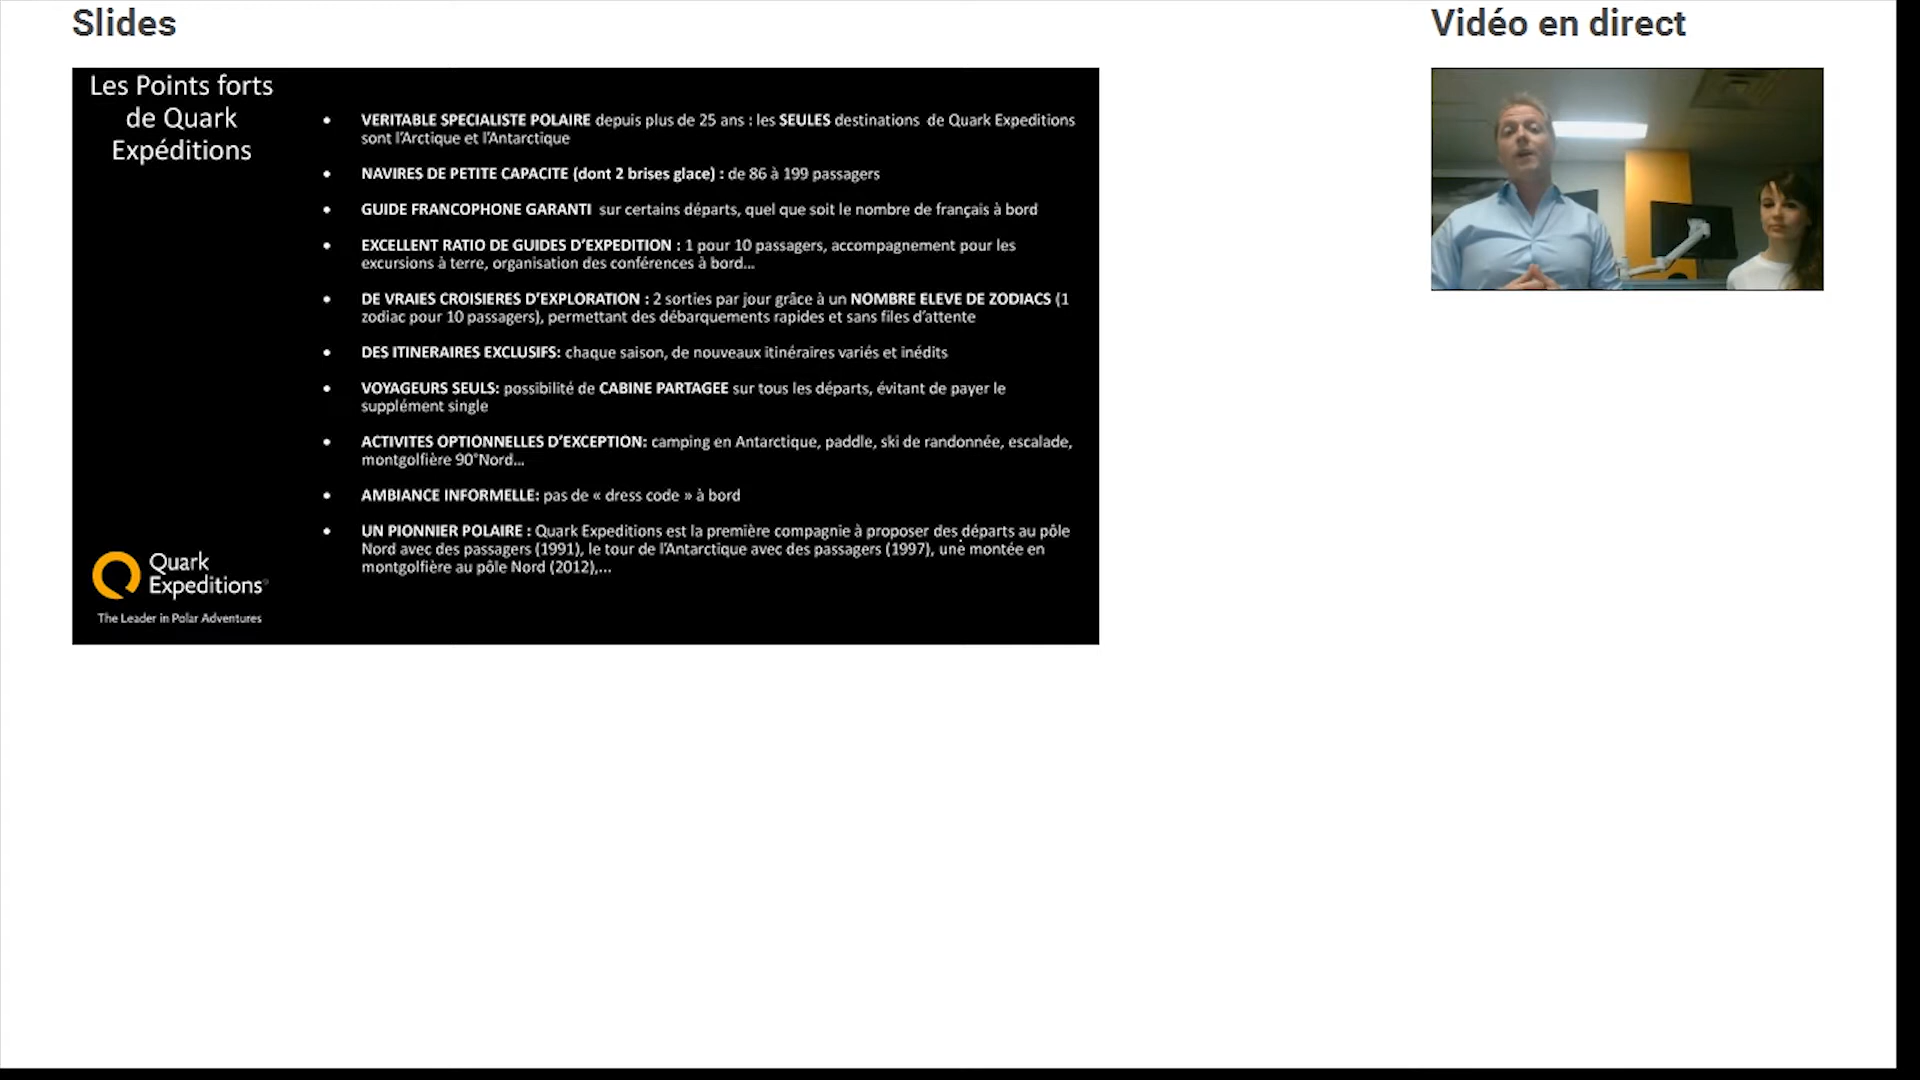 Slides
Vidéo en direct
Les Points forts
de Quark
Expéditions
• VERITABLE SPECIALISTE POLAIRE depuis plus de 25 ans : les SEULES destinations de Quark Expeditions
sont l'Arctique et l'Antarctique
• NAVIRES DE PETITE CAPACITE (dont 2 brises glace) : de 86 à 199 passagers
• GUIDE FRANCOPHONE GARANTI sur certains départs, quel que soit le nombre de français à bord
• EXCELLENT RATIO DE GUIDES D'EXPEDITION : 1 pour 10 passagers, accompagnement pour les
excursions à terre, organisation des conférences à bord...
• DE VRAIES CROISIERES D'EXPLORATION : 2 sorties par jour grâce à un NOMBRE ELEVE DE ZODIACS (1
zodiac pour 10 passagers), permettant des débarquements rapides et sans files d'attente
• DES ITINERAIRES EXCLUSIFS: chaque saison, de nouveaux itinéraires variés et inédits
• VOYAGEURS SEULS: possibilité de CABINE PARTAGEE sur tous les départs, évitant de payer le
supplément single
• ACTIVITES OPTIONNELLES D'EXCEPTION: camping en Antarctique, paddle, ski de randonnée, escalade,
montgolfière 90°Nord...
• AMBIANCE INFORMELLE: pas de « dress code » à bord
• UN PIONNIER POLAIRE : Quark Expeditions est la première compagnie à proposer des départs au pôle
Nord avec des passagers (1991), le tour de l'Antarctique avec des passagers (1997), une montée en
montgolfière au pôle Nord (2012),...
Quark
Expeditions®
The Leader in Polar Adventures